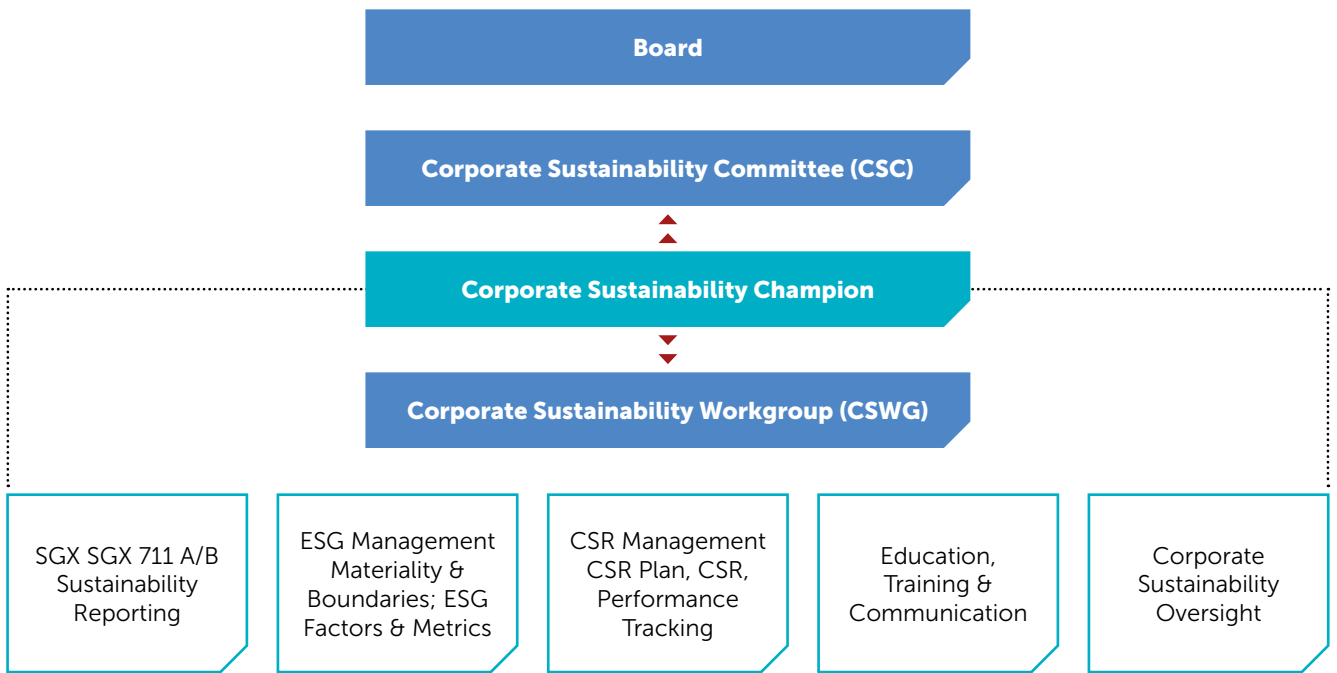 Board
Corporate Sustainability Committee (CSC)
Corporate Sustainability Champion
Corporate Sustainability Workgroup (CSWG)
SGX SGX 711 A/B
Sustainability
Reporting
ESG Management
Materiality &
Boundaries; ESG
Factors & Metrics
CSR Management
CSR Plan, CSR,
Performance
Tracking
Education,
Training &
Communication
Corporate
Sustainability
Oversight